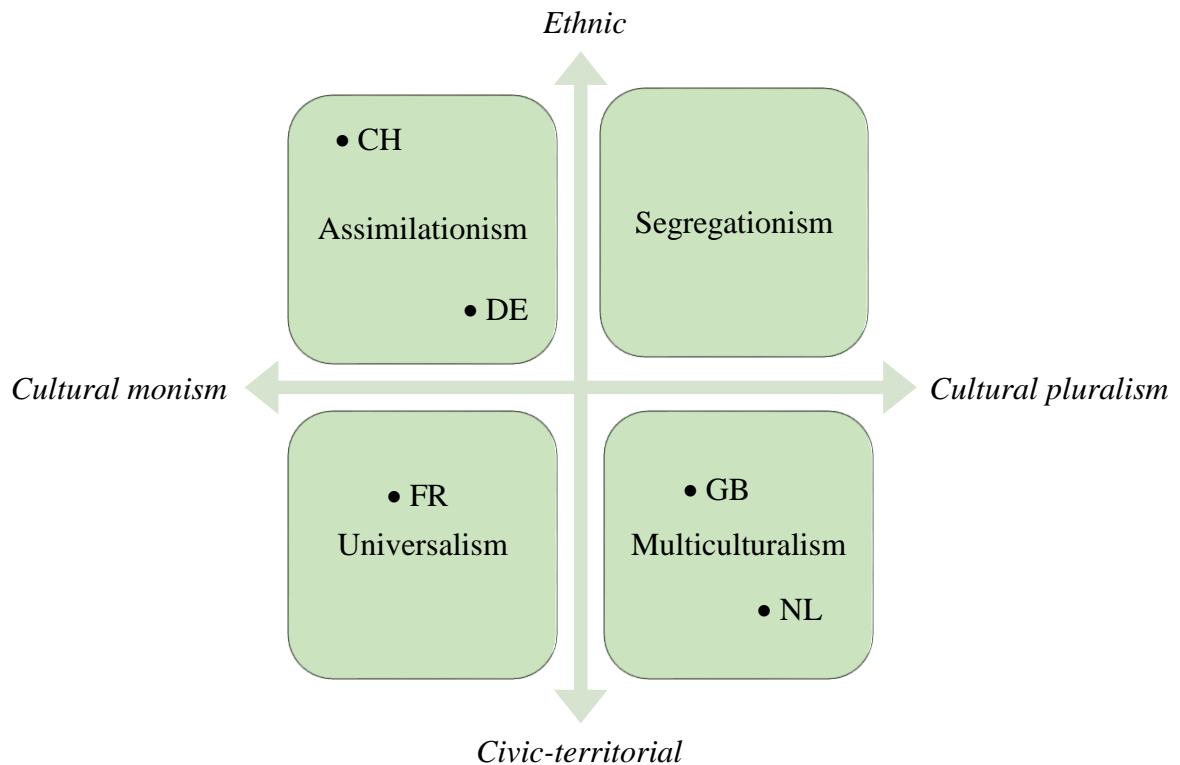 Ethnic
• CH
Assimilationism
• DE
Segregationism
Cultural monism
Cultural pluralism
• FR
Universalism
• GB
Multiculturalism
• NL
Civic-territorial